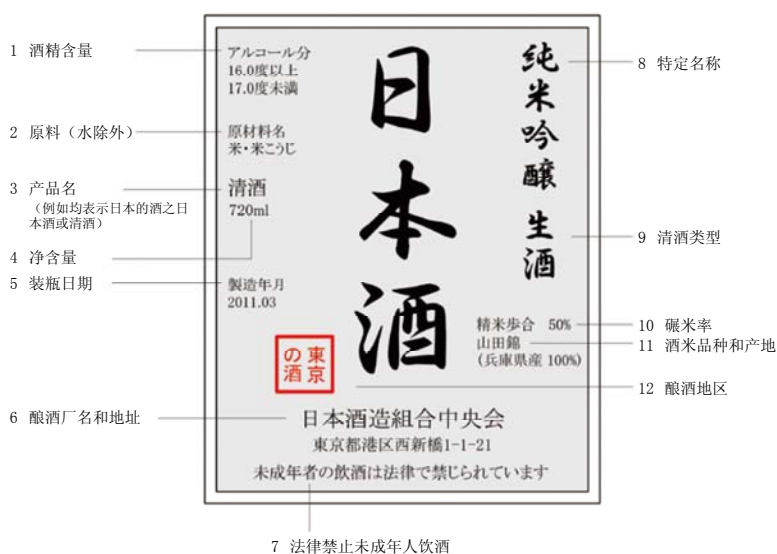 1 酒精含量
2 原料（水除外）
3 产品名
（例如均表示日本的酒之日
本酒或清酒）
4 净含量
5 装瓶日期
6 酿酒厂名和地址
アルコール分
16.0度以上
17.0度未満
原材料名
米・米こうじ
清酒
720ml
製造年月
2011.03
日本酒
純米吟醸 生酒
東京
の酒
精米歩合 50%
山田錦
(兵庫県産 100%)
日本酒造組合中央会
東京都港区西新橋1-1-21
未成年者の飲酒は法律で禁じられています
8 特定名称
9 清酒类型
10 碾米率
11 酒米品种和产地
12 酿酒地区
7 法律禁止未成年人饮酒